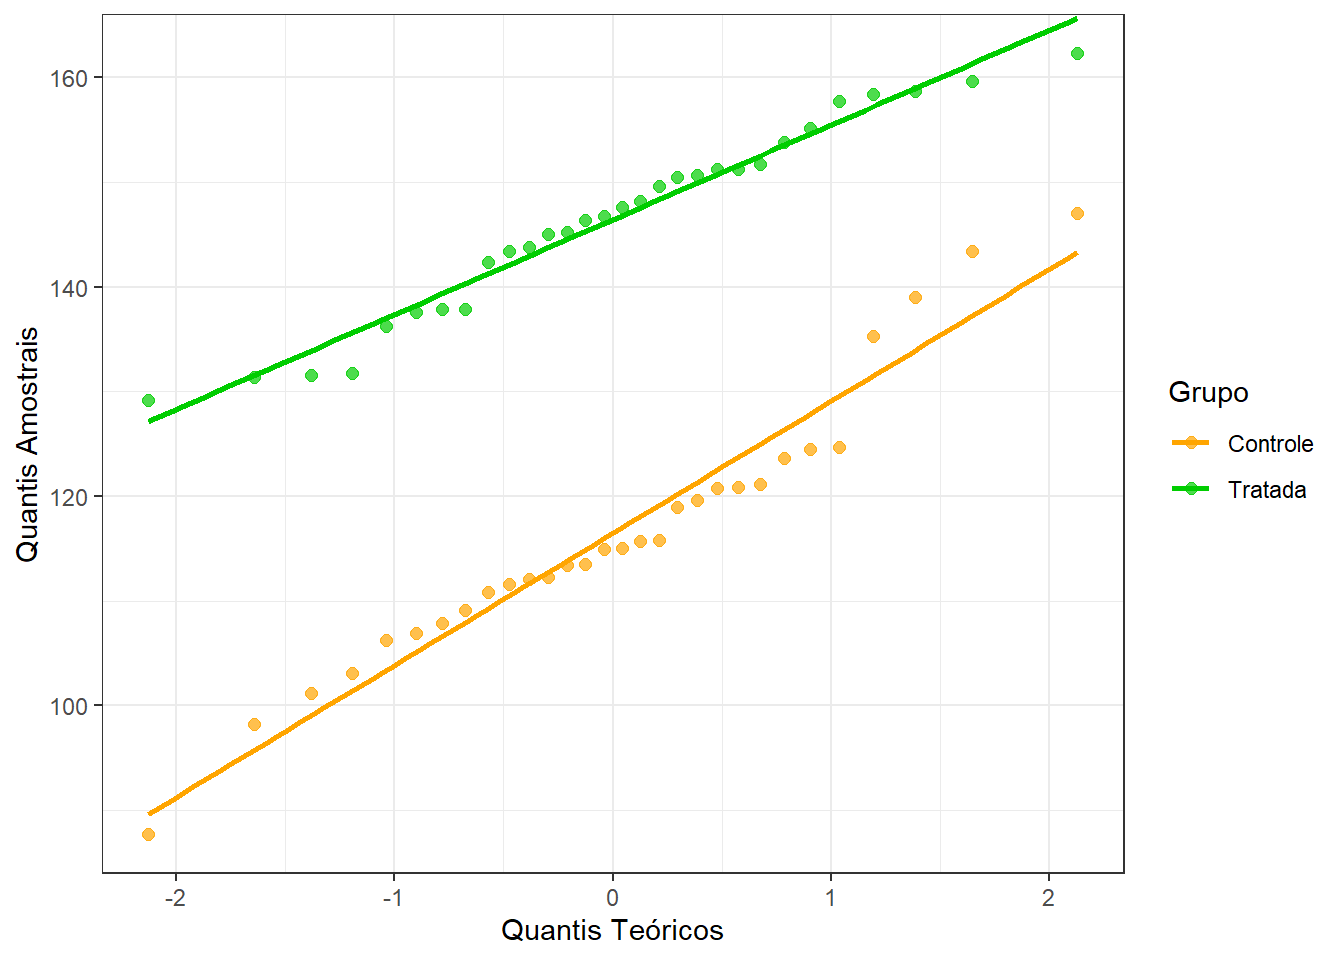 160
140
120
100
-2
-1
0
1
2
Quantis Teóricos
Quantis Amostrais
Grupo
Controle
Tratada